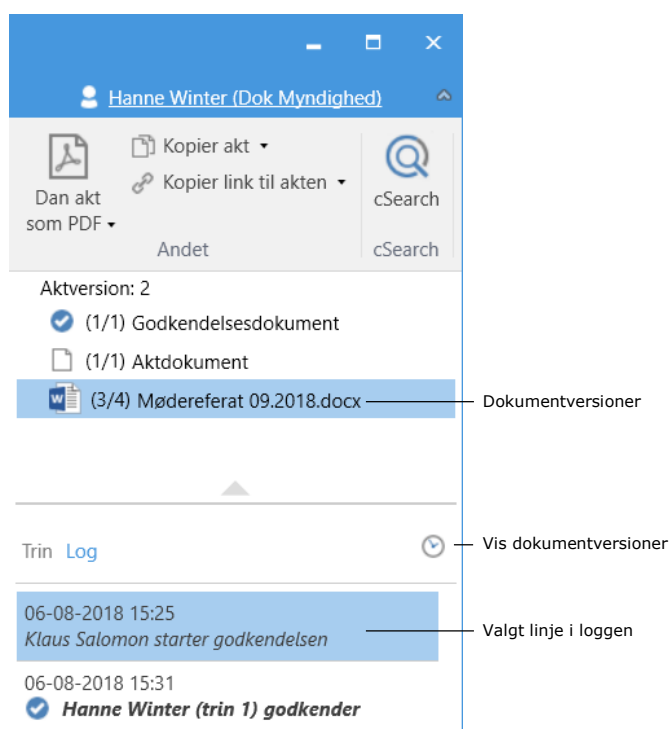 Hanne Winter (Dok Myndighed)
Dan akt
som PDF
Kopier akt
Kopier link til akten
Andet
cSearch
cSearch
Aktversion: 2
(1/1) Godkendelsesdokument
(1/1) Aktdokument
(3/4) Mødereferat 09.2018.docx
Dokumentversioner
Trin Log
Vis dokumentversioner
06-08-2018 15:25
Klaus Salomon starter godkendelsen
Valgt linje i loggen
06-08-2018 15:31
Hanne Winter (trin 1) godkender